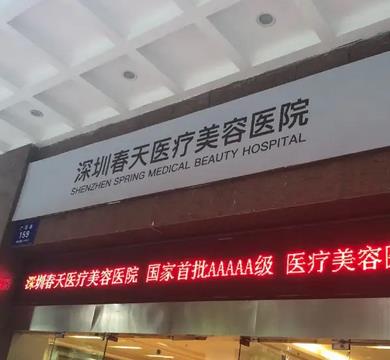 深圳春天医疗美容医院
SHENZHEN SPRING MEDICAL BEAUTY HOSPITAL
159
深圳春天医疗美容医院 国家首批AAAAA级 医疗美容医